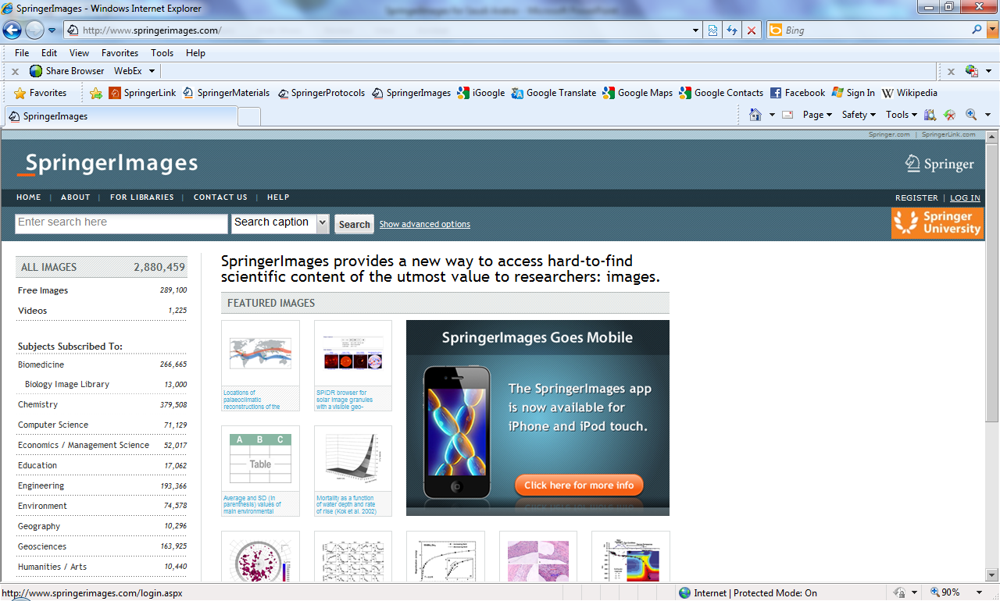 SpringerImages - Windows Internet Explorer
http://www.springerimages.com/
Bing
File Edit View Favorites Tools Help
Share Browser WebEx
Favorites SpringerLink SpringerMaterials SpringerProtocols SpringerImages iGoogle Google Translate Google Maps Google Contacts Facebook Sign In Wikipedia
SpringerImages
Page Safety Tools
Springer.com | SpringerLink.com
SpringerImages
Springer
HOME | ABOUT | FOR LIBRARIES | CONTACT US | HELP
REGISTER | LOG IN
Enter search here
Search caption
Search
Show advanced options
Springer
University
ALL IMAGES 2,880,459
Free Images 289,100
Videos 1,225
Subjects Subscribed To:
Biomedicine 266,665
Biology Image Library 13,000
Chemistry 379,508
Computer Science 71,129
Economics / Management Science 52,017
Education 17,062
Engineering 193,366
Environment 74,578
Geography 10,296
Geosciences 163,925
Humanities / Arts 10,440
SpringerImages provides a new way to access hard-to-find
scientific content of the utmost value to researchers: images.
FEATURED IMAGES
Locations of
palaeoclimatic
reconstructions of the
SPIDR browser for
solar image granules
with a visible geo-
A B C
Table
Average and SD (in
parenthesis) values of
main environmental
Mortality as a function
of water depth and rate
of rise (Kok et al. 2002)
SpringerImages Goes Mobile
The SpringerImages app
is now available for
iPhone and iPod touch.
Click here for more info
http://www.springerimages.com/login.aspx
Internet | Protected Mode: On
90%